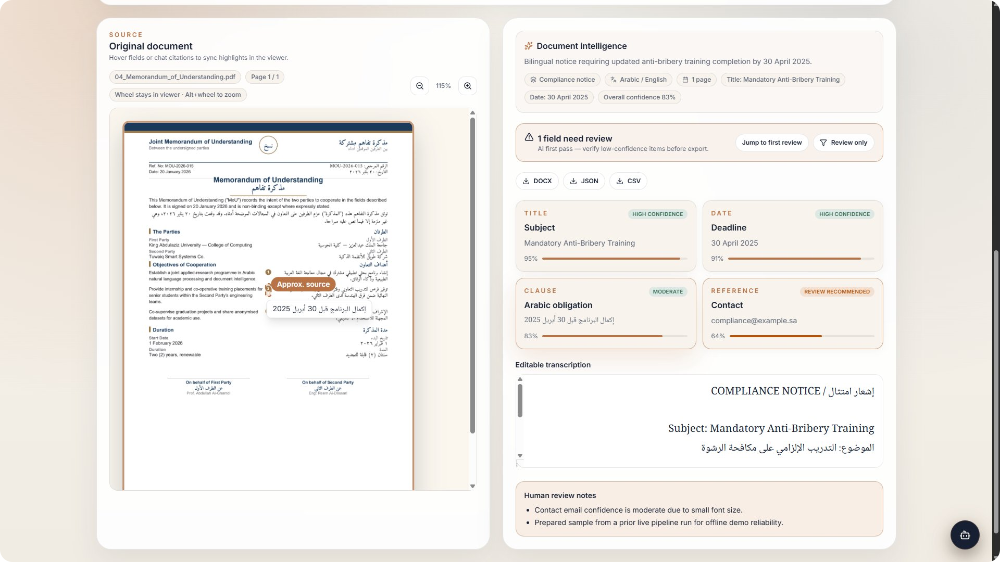 SOURCE
Original document
Hover fields or chat citations to sync highlights in the viewer.
04_Memorandum_of_Understanding.pdf
Page 1 / 1
Wheel stays in viewer · Alt+wheel to zoom
115%
Joint Memorandum of Understanding
Between the undersigned parties
نسخ
مذكرة تفاهم مشتركة
بين الطرفين الموقعين أدناه
Ref. No: MOU-2026-015
الرقم المرجعي: MOU-2026-015
Date: 20 January 2026
التاريخ: ٢٠ يناير ٢٠٢٦
Memorandum of Understanding
مذكرة تفاهم
This Memorandum of Understanding ("MoU") records the intent of the two parties to cooperate in the fields described
below. It is signed on 20 January 2026 and is non-binding except where expressly stated.
توثق مذكرة التفاهم هذه ("المذكرة") عزم الطرفين على التعاون في المجالات الموضحة أدناه. وقد وقعت بتاريخ ٢٠ يناير ٢٠٢٦، وهي
غير ملزمة إلا فيما نص عليه صراحة.
The Parties
الطرفان
First Party
الطرف الأول
King Abdulaziz University — College of Computing
جامعة الملك عبدالعزيز — كلية الحوسبة
Second Party
الطرف الثاني
Tuwaiq Smart Systems Co.
شركة طويق للأنظمة الذكية
Objectives of Cooperation
أهداف التعاون
Establish a joint applied-research programme in Arabic
natural language processing and document intelligence.
1
إنشاء برنامج بحثي تطبيقي مشترك في مجال معالجة اللغة العربية
الطبيعية وذكاء الوثائق.
Approx. source
Provide internship and co-operative training placements for
senior students within the Second Party's engineering
teams.
2
توفير فرص للتدريب التعاوني
النهائية ضمن فرق الهندسة لدى الطرف الثاني.
إكمال البرنامج قبل 30 أبريل 2025
Co-supervise graduation projects and share anonymised
datasets for academic use.
الإشراف
المجهلة
Duration
مدة المذكرة
Start Date
تاريخ البدء
1 February 2026
١ فبراير ٢٠٢٦
Duration
المدة
Two (2) years, renewable
سنتان (٢) قابلة للتجديد
On behalf of First Party
عن الطرف الأول
Prof. Abdullah Al-Ghamdi
On behalf of Second Party
عن الطرف الثاني
Eng. Reem Al-Dossari
Document intelligence
Bilingual notice requiring updated anti-bribery training completion by 30 April 2025.
Compliance notice
Arabic / English
1 page
Title: Mandatory Anti-Bribery Training
Date: 30 April 2025
Overall confidence 83%
1 field need review
AI first pass — verify low-confidence items before export.
Jump to first review
Review only
DOCX
JSON
CSV
TITLE
HIGH CONFIDENCE
Subject
Mandatory Anti-Bribery Training
95%
DATE
HIGH CONFIDENCE
Deadline
30 April 2025
91%
CLAUSE
MODERATE
Arabic obligation
إكمال البرنامج قبل 30 أبريل 2025
83%
REFERENCE
REVIEW RECOMMENDED
Contact
compliance@example.sa
64%
Editable transcription
إشعار امتثال / COMPLIANCE NOTICE
Subject: Mandatory Anti-Bribery Training
الموضوع: التدريب الإلزامي على مكافحة الرشوة
Human review notes
• Contact email confidence is moderate due to small font size.
• Prepared sample from a prior live pipeline run for offline demo reliability.